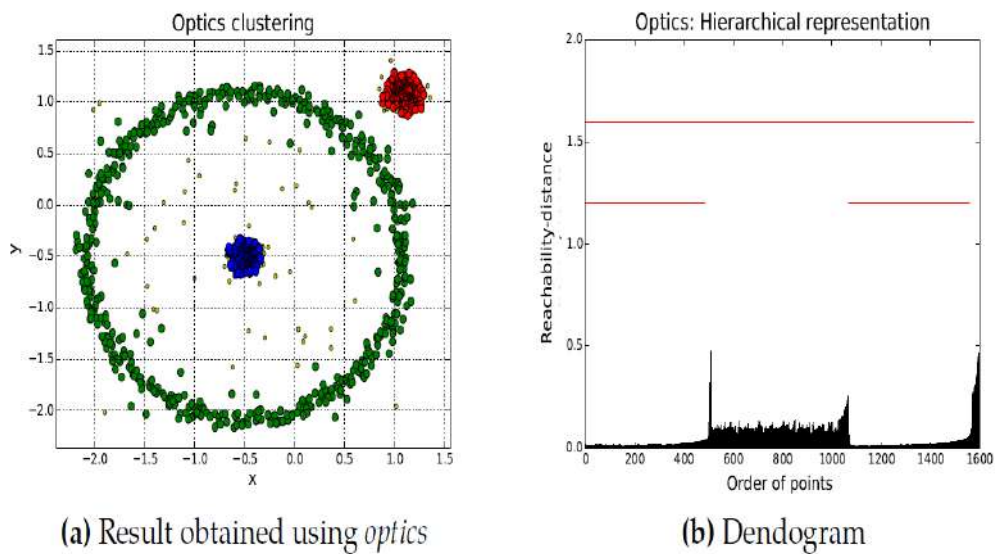 Optics clustering
1.5
1.0
0.5
0.0
−0.5
−1.0
−1.5
−2.0
y
−2.0 −1.5 −1.0 −0.5 0.0 0.5 1.0 1.5
x
(a) Result obtained using optics
Optics: Hierarchical representation
2.0
1.5
1.0
0.5
0.0
Reachability-distance
0 200 400 600 800 1000 1200 1400 1600
Order of points
(b) Dendogram